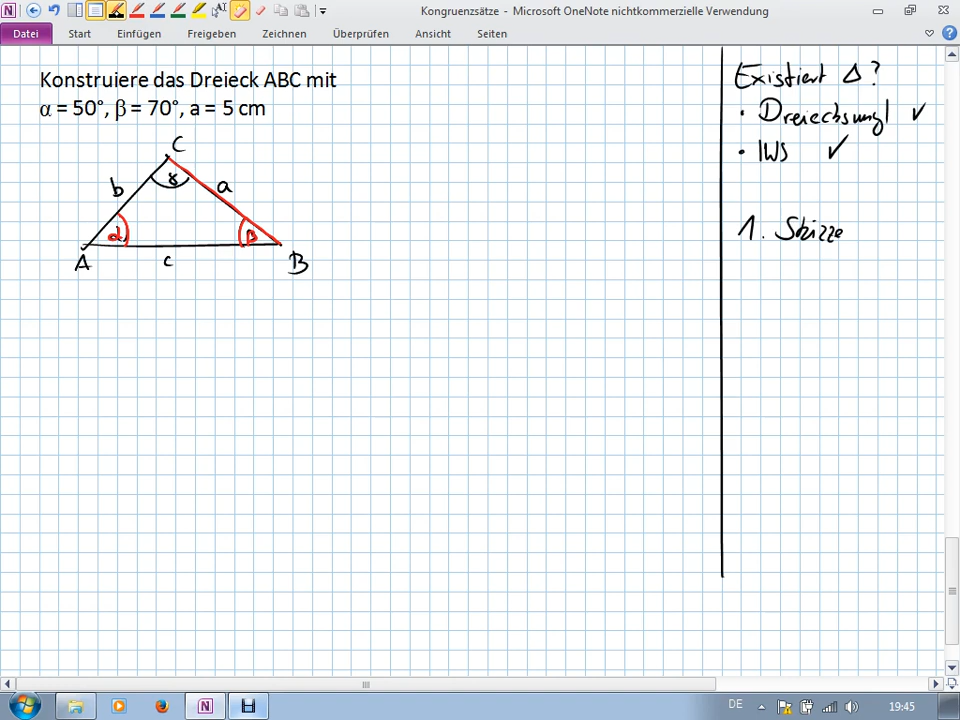 Kongruenzsätze - Microsoft OneNote nichtkommerzielle Verwendung
Datei Start Einfügen Freigeben Zeichnen Überprüfen Ansicht Seiten
Konstruiere das Dreieck ABC mit
α = 50°, β = 70°, a = 5 cm
C
b γ a
α β
A c B
Existiert Δ?
• Dreiecksungl ✓
• IWS ✓
1. Skizze
DE 19:45